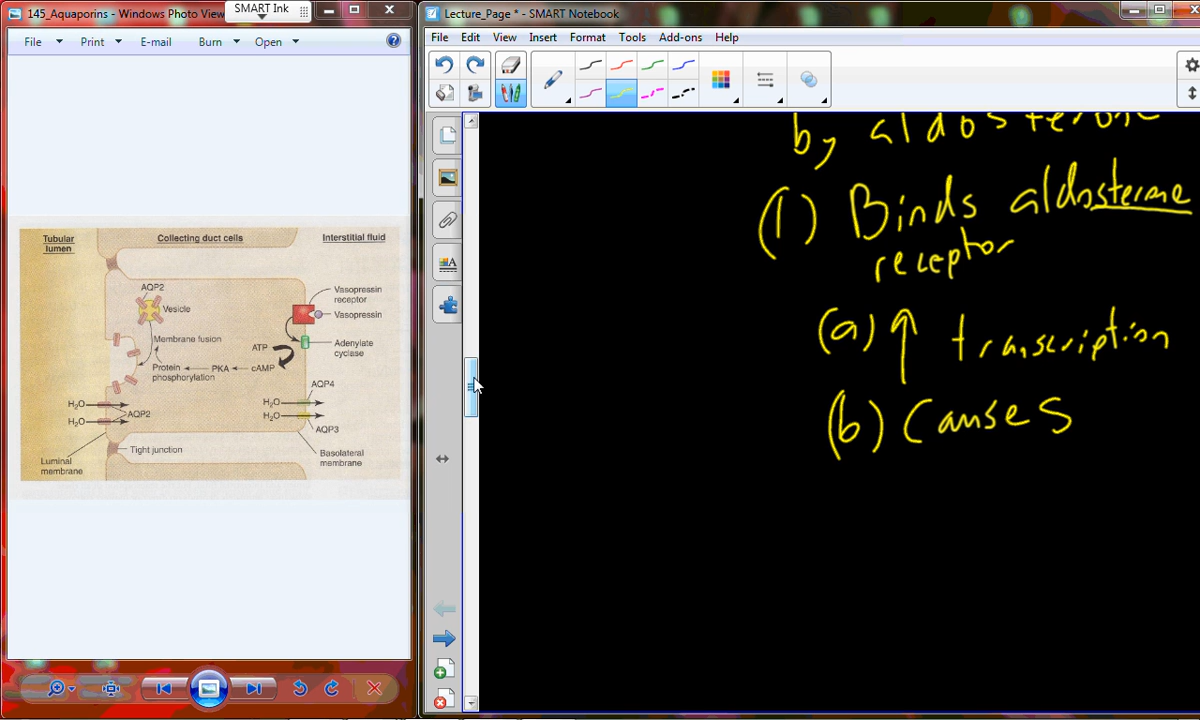 145_Aquaporins - Windows Photo View
SMART Ink
File Print E-mail Burn Open
Tubular
lumen
Collecting duct cells
Interstitial fluid
AQP2
Vesicle
Vasopressin
receptor
Vasopressin
Membrane fusion
ATP
Adenylate
cyclase
Protein
phosphorylation
PKA
cAMP
AQP4
H₂O
H₂O
AQP2
H₂O
H₂O
AQP3
Tight junction
Luminal
membrane
Basolateral
membrane
Lecture_Page * - SMART Notebook
File Edit View Insert Format Tools Add-ons Help
b, aldosterone
(1) Binds aldosterone
receptor
(a) ↑ transcription
(b) Causes